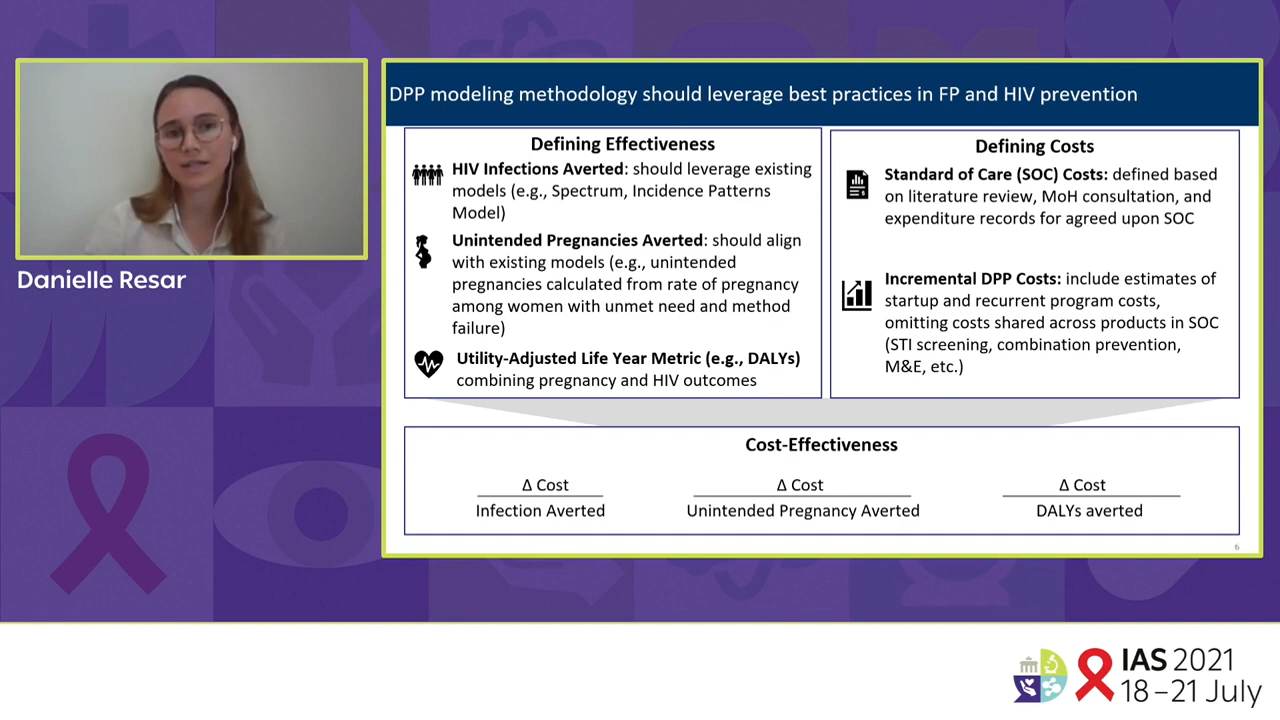 DPP modeling methodology should leverage best practices in FP and HIV prevention
Danielle Resar
Defining Effectiveness
HIV Infections Averted: should leverage existing
models (e.g., Spectrum, Incidence Patterns
Model)
Unintended Pregnancies Averted: should align
with existing models (e.g., unintended
pregnancies calculated from rate of pregnancy
among women with unmet need and method
failure)
Utility-Adjusted Life Year Metric (e.g., DALYs)
combining pregnancy and HIV outcomes
Defining Costs
Standard of Care (SOC) Costs: defined based
on literature review, MoH consultation, and
expenditure records for agreed upon SOC
Incremental DPP Costs: include estimates of
startup and recurrent program costs,
omitting costs shared across products in SOC
(STI screening, combination prevention,
M&E, etc.)
Cost-Effectiveness
Δ Cost
Infection Averted
Δ Cost
Unintended Pregnancy Averted
Δ Cost
DALYs averted
6
IAS 2021
18–21 July